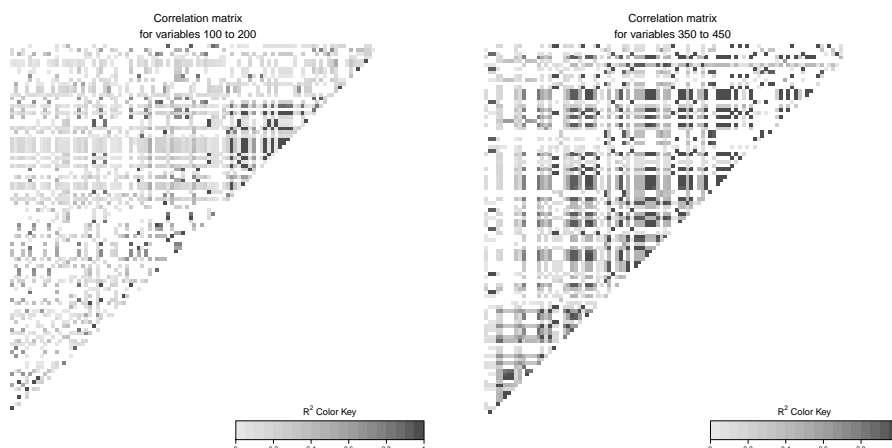 Correlation matrix
for variables 100 to 200
Correlation matrix
for variables 350 to 450
R² Color Key
R² Color Key